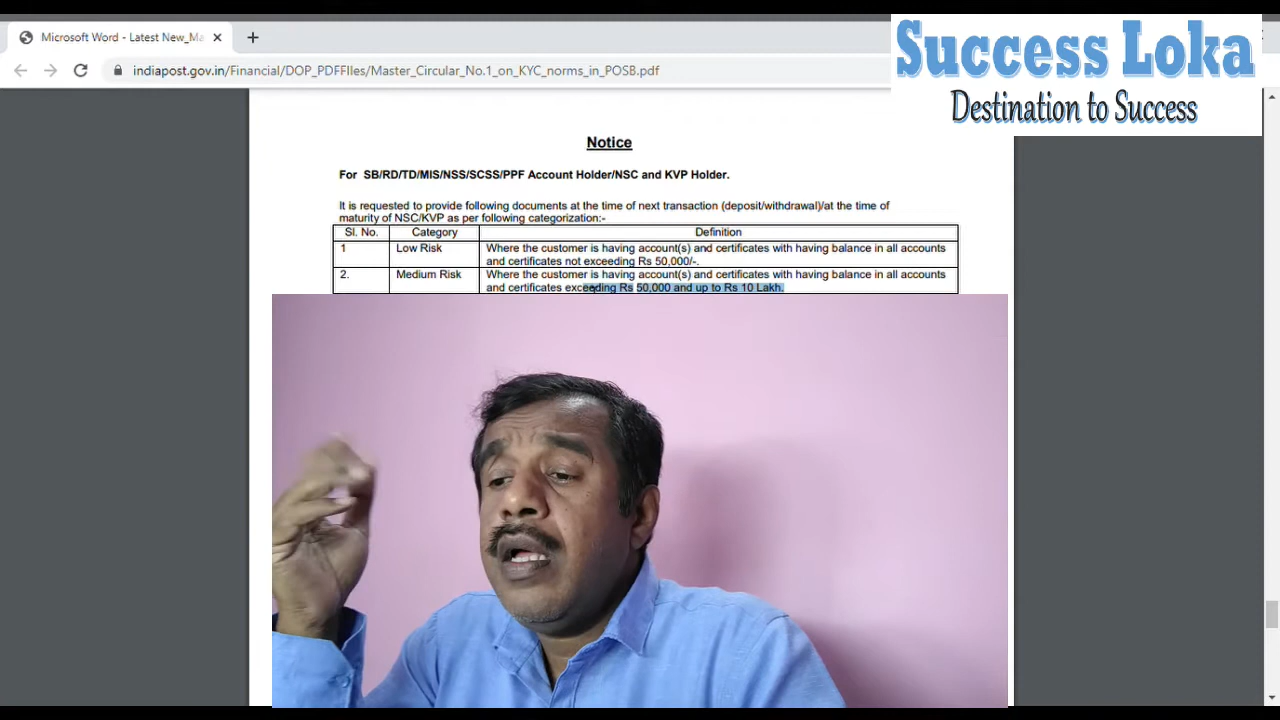 Microsoft Word - Latest New_Ma
indiapost.gov.in/Financial/DOP_PDFFIles/Master_Circular_No.1_on_KYC_norms_in_POSB.pdf
Success Loka
Destination to Success
Notice
For SB/RD/TD/MIS/NSS/SCSS/PPF Account Holder/NSC and KVP Holder.
It is requested to provide following documents at the time of next transaction (deposit/withdrawal)/at the time of
maturity of NSC/KVP as per following categorization:-
Sl. No. Category Definition
1 Low Risk Where the customer is having account(s) and certificates with having balance in all accounts
and certificates not exceeding Rs 50,000/-.
2. Medium Risk Where the customer is having account(s) and certificates with having balance in all accounts
and certificates exceeding Rs 50,000 and up to Rs 10 Lakh.